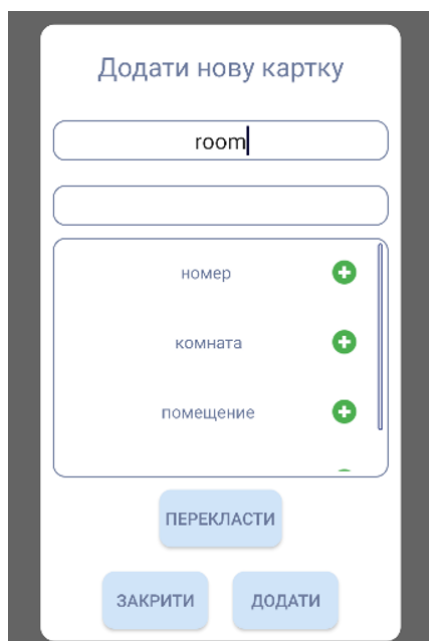 Додати нову картку
room
номер
комната
помещение
ПЕРЕКЛАСТИ
ЗАКРИТИ ДОДАТИ